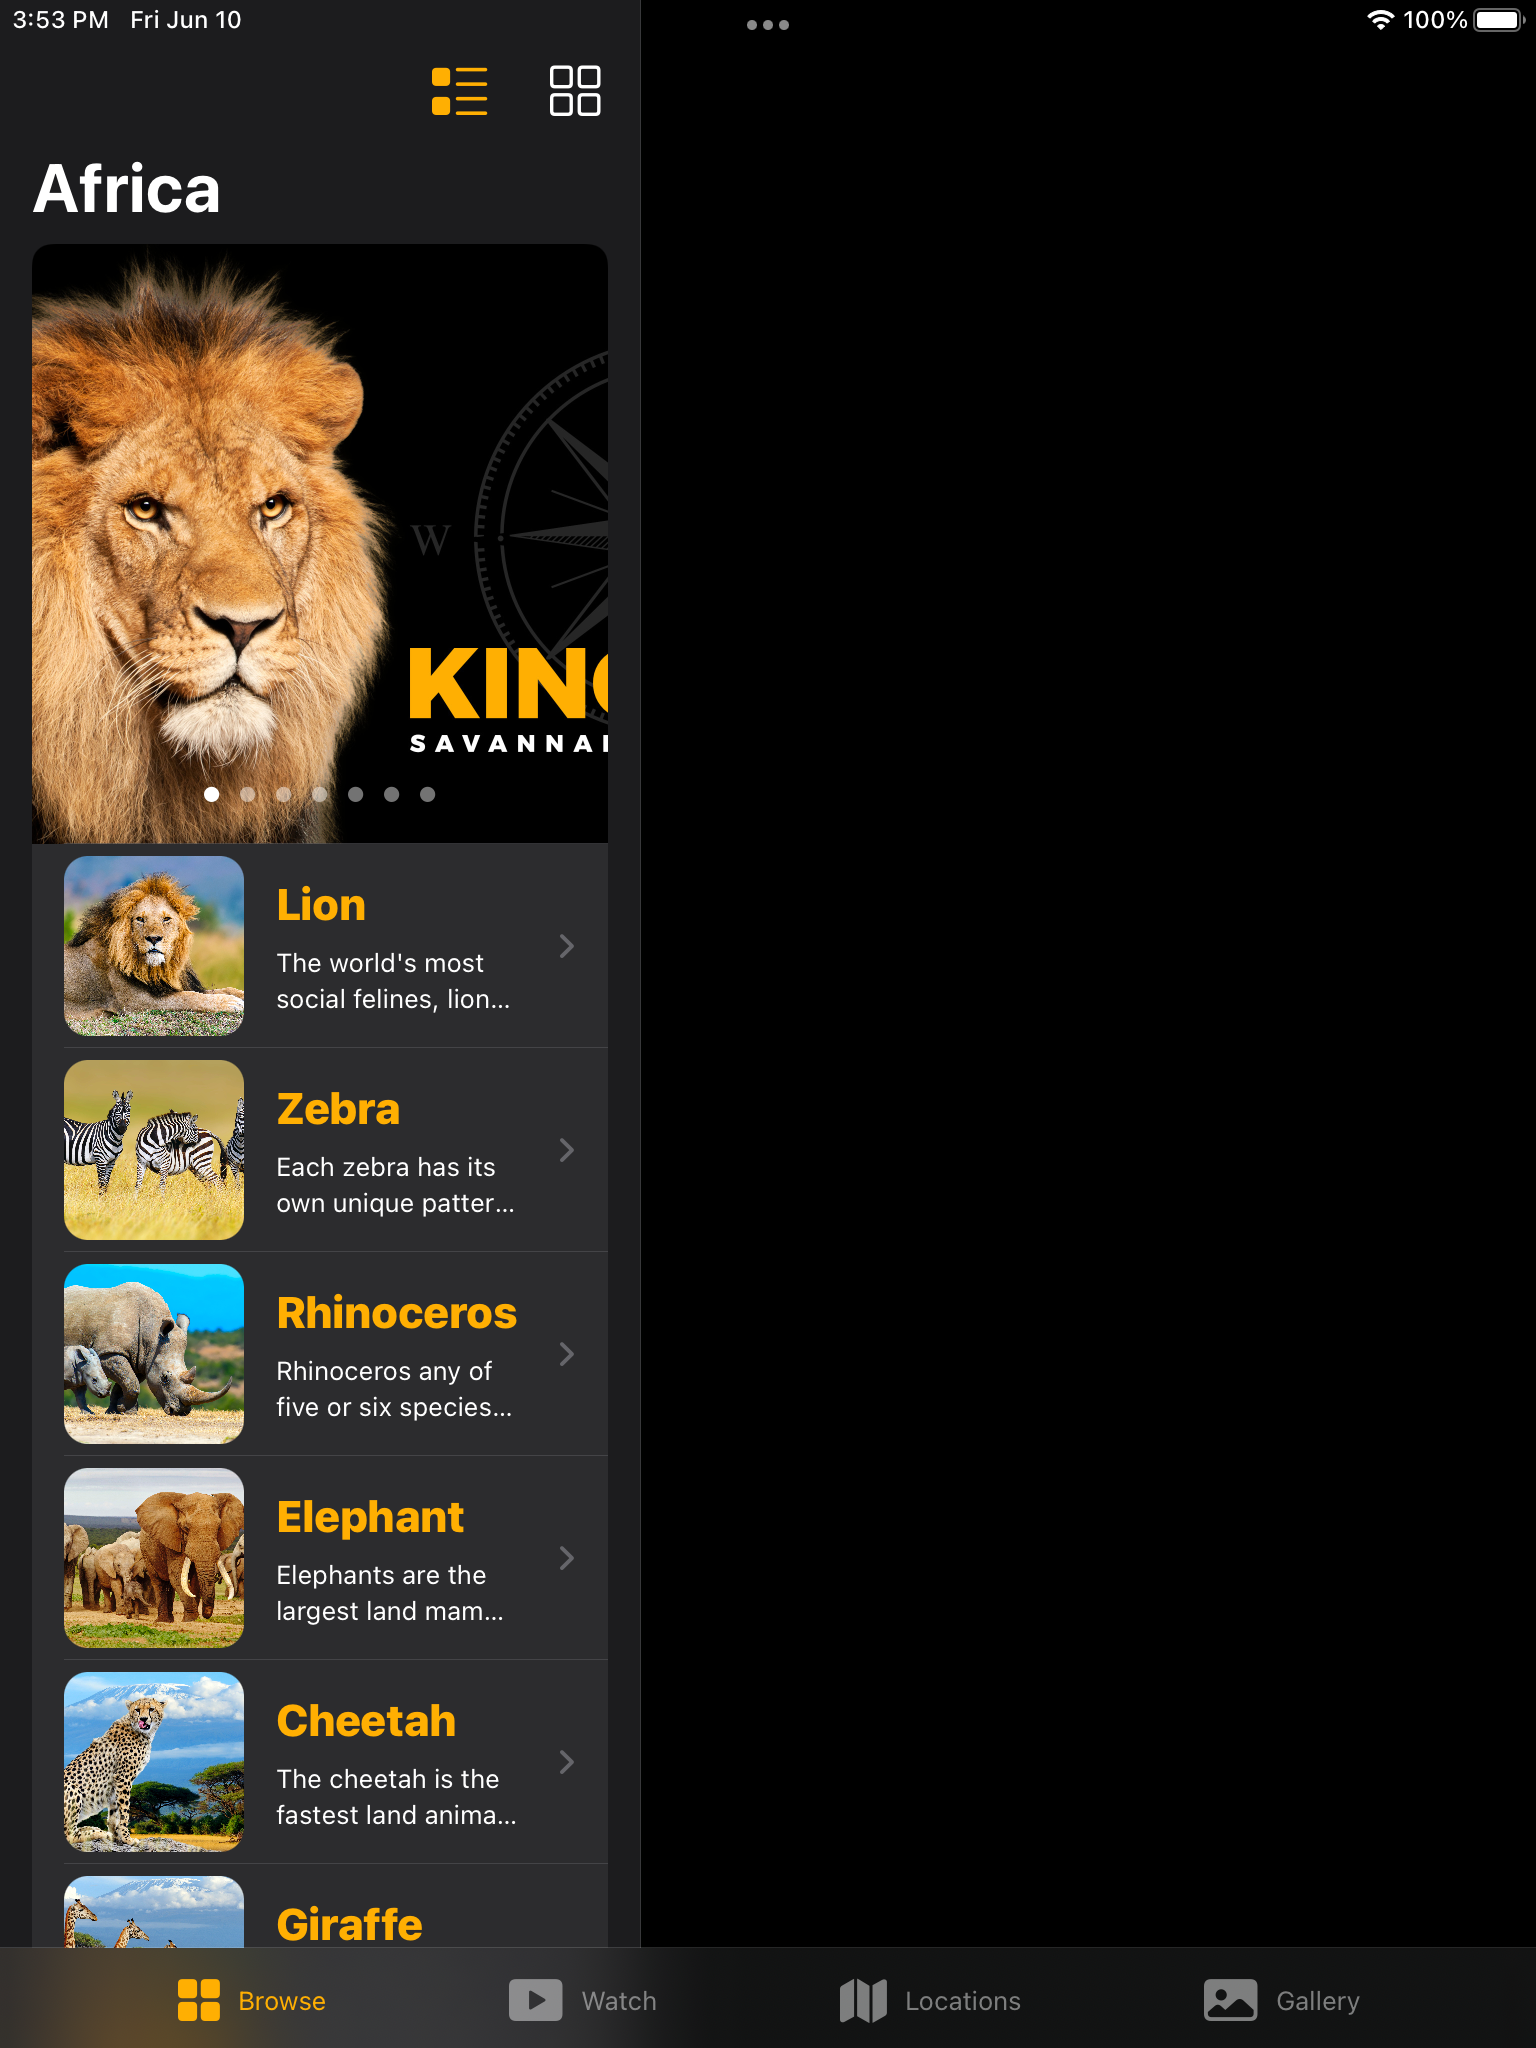 3:53 PM Fri Jun 10
100%
Africa
W
KING
SAVANNA
Lion
The world's most
social felines, lion...
Zebra
Each zebra has its
own unique patter...
Rhinoceros
Rhinoceros any of
five or six species...
Elephant
Elephants are the
largest land mam...
Cheetah
The cheetah is the
fastest land anima...
Giraffe
Browse
Watch
Locations
Gallery